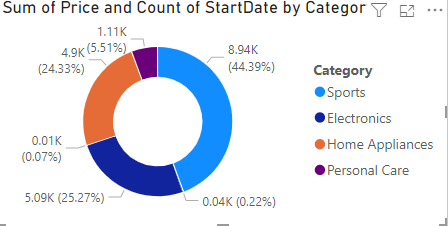 Sum of Price and Count of StartDate by Categor
1.11K
(5.51%)
4.9K
(24.33%)
8.94K
(44.39%)
0.01K
(0.07%)
5.09K (25.27%)
0.04K (0.22%)
Category
Sports
Electronics
Home Appliances
Personal Care